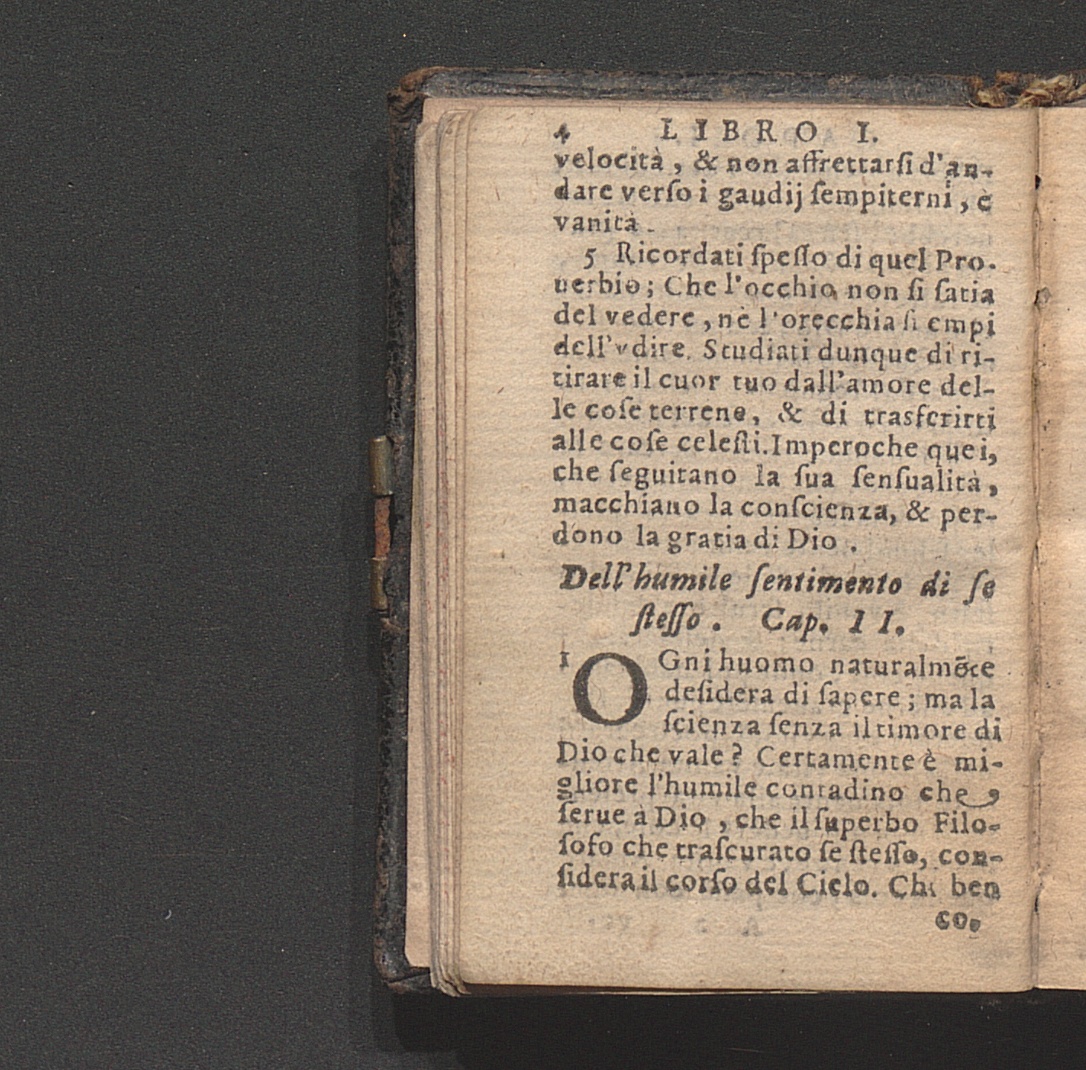 4 LIBRO I.
velocità, & non affrettarſi d'an-
dare verſo i gaudij ſempiterni, è
vanità.
5 Ricordati ſpeſſo di quel Pro-
uerbio; Che l'occhio non ſi ſatia
del vedere, nè l'orecchia ſi empi
dell'vdire. Studiati dunque di ri-
tirare il cuor tuo dall'amore del-
le coſe terrene, & di trasferirti
alle coſe celeſti. Imperoche quei,
che ſeguitano la ſua ſenſualità,
macchiano la conſcienza, & per-
dono la gratia di Dio.
Dell'humile ſentimento di ſe
ſteſſo. Cap. II.
1 OGni huomo naturalmēte
deſidera di ſapere; ma la
ſcienza ſenza il timore di
Dio che vale? Certamente è mi-
gliore l'humile contadino che
ſerue à Dio, che il ſuperbo Filo-
ſofo che traſcurato ſe ſteſſo, con-
ſidera il corſo del Cielo. Chi ben
co-